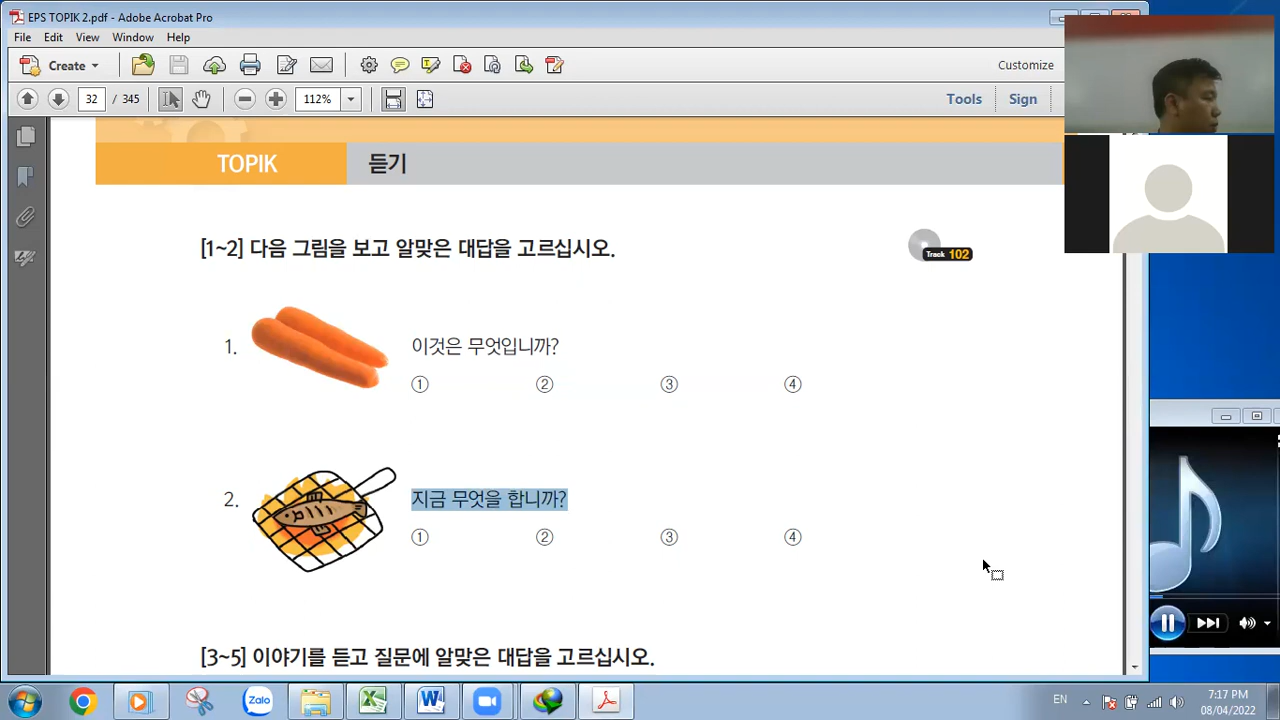 EPS TOPIK 2.pdf - Adobe Acrobat Pro
File Edit View Window Help
Create Customize
32 / 345 112% Tools Sign
TOPIK 듣기
[1~2] 다음 그림을 보고 알맞은 대답을 고르십시오.
Track 102
1. 이것은 무엇입니까?
① ② ③ ④
2. 지금 무엇을 합니까?
① ② ③ ④
[3~5] 이야기를 듣고 질문에 알맞은 대답을 고르십시오.
Zalo
EN
7:17 PM
08/04/2022